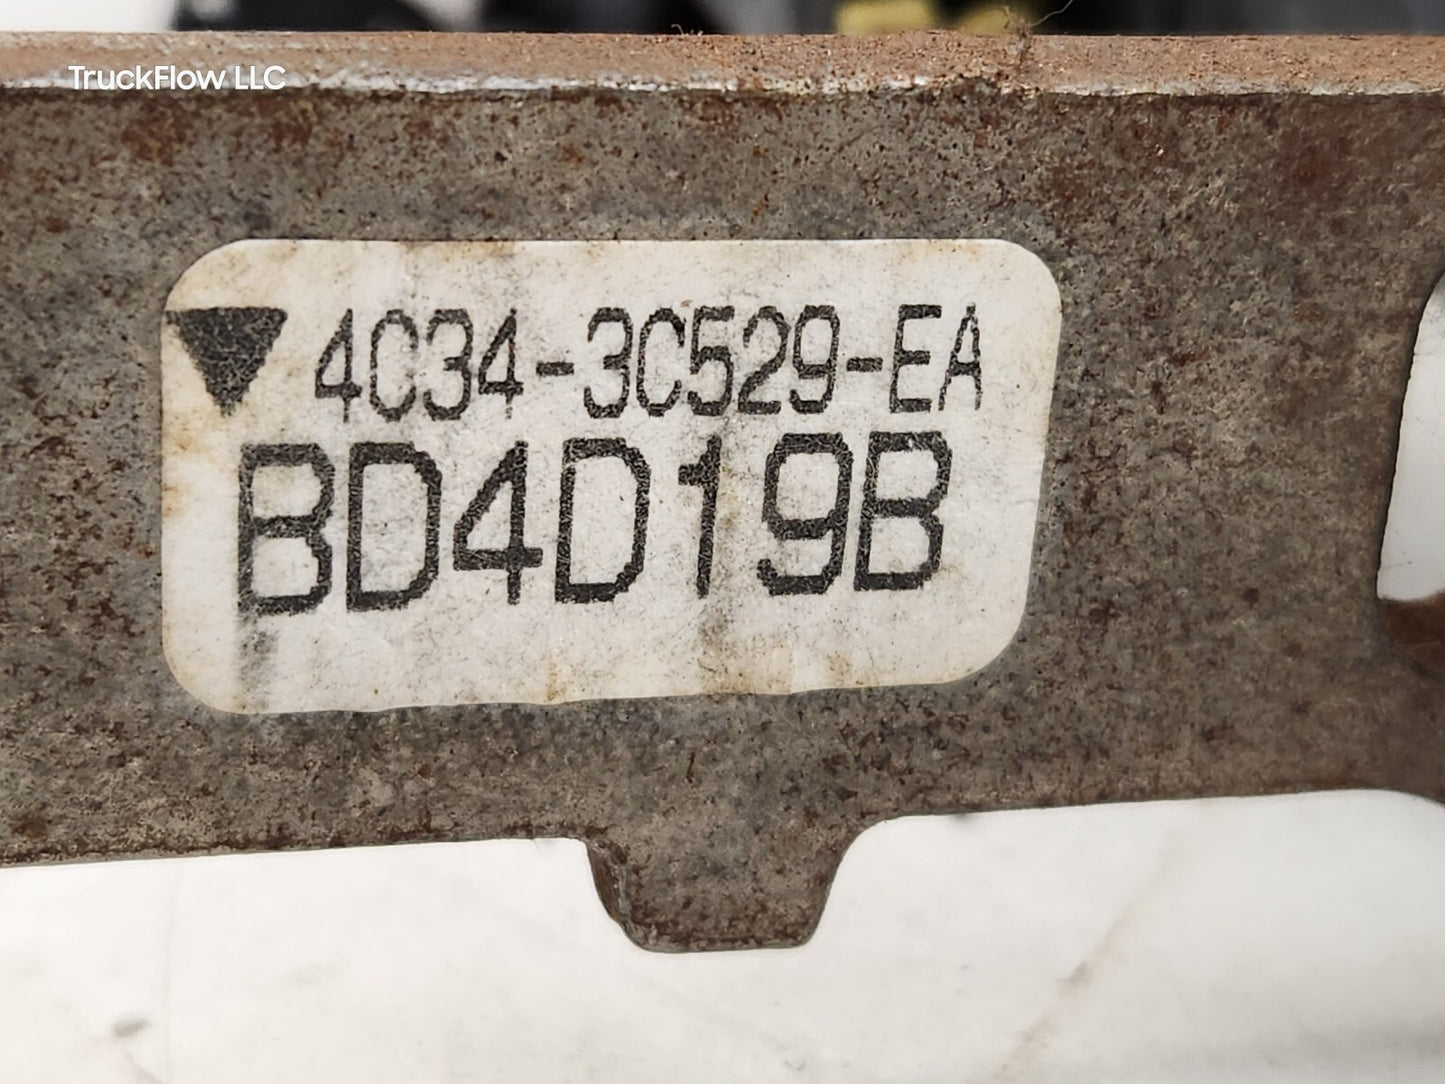 TruckFlow LLC
4C34-3C529-EA
BD4D19B